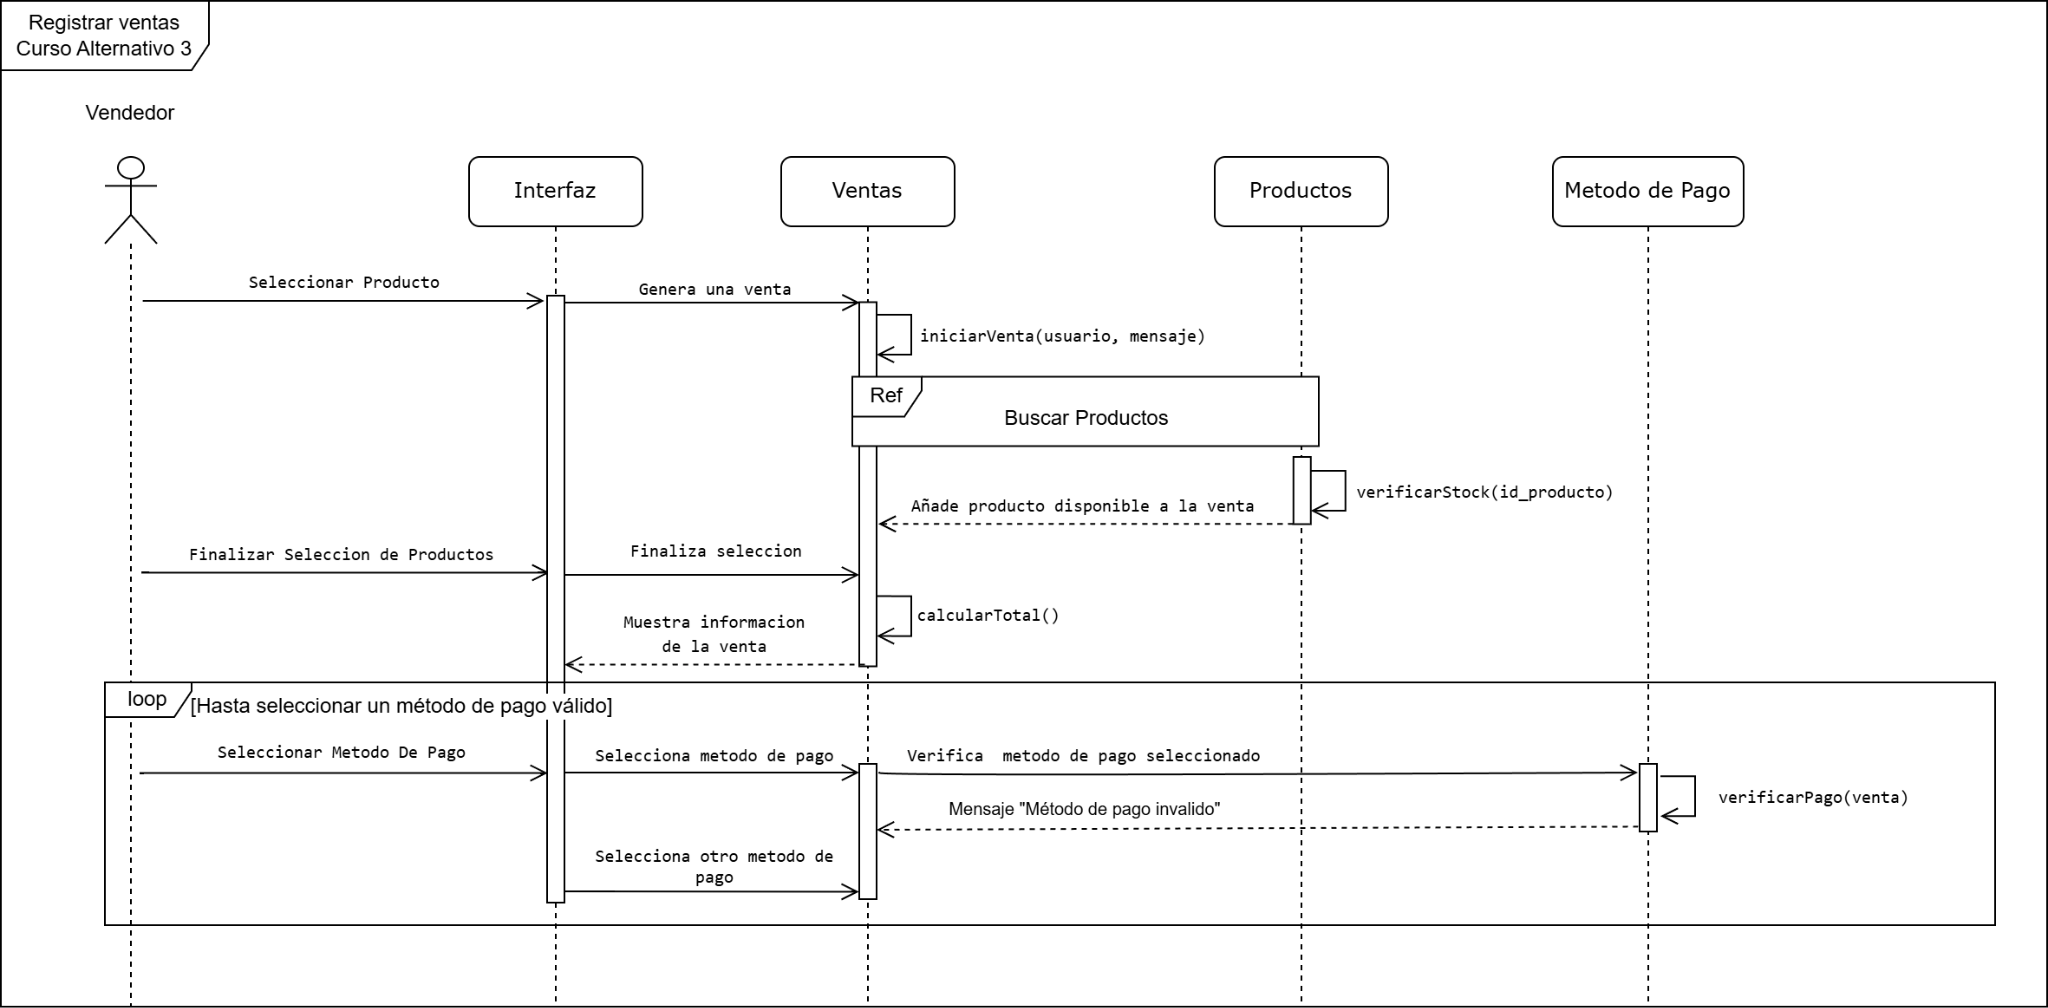 Registrar ventas
Curso Alternativo 3
Vendedor
Interfaz
Ventas
Productos
Metodo de Pago
Seleccionar Producto
Genera una venta
iniciarVenta(usuario, mensaje)
Ref
Buscar Productos
verificarStock(id_producto)
Añade producto disponible a la venta
Finalizar Seleccion de Productos
Finaliza seleccion
calcularTotal()
Muestra informacion
de la venta
loop
[Hasta seleccionar un método de pago válido]
Seleccionar Metodo De Pago
Selecciona metodo de pago
Verifica  metodo de pago seleccionado
verificarPago(venta)
Mensaje "Método de pago invalido"
Selecciona otro metodo de
pago